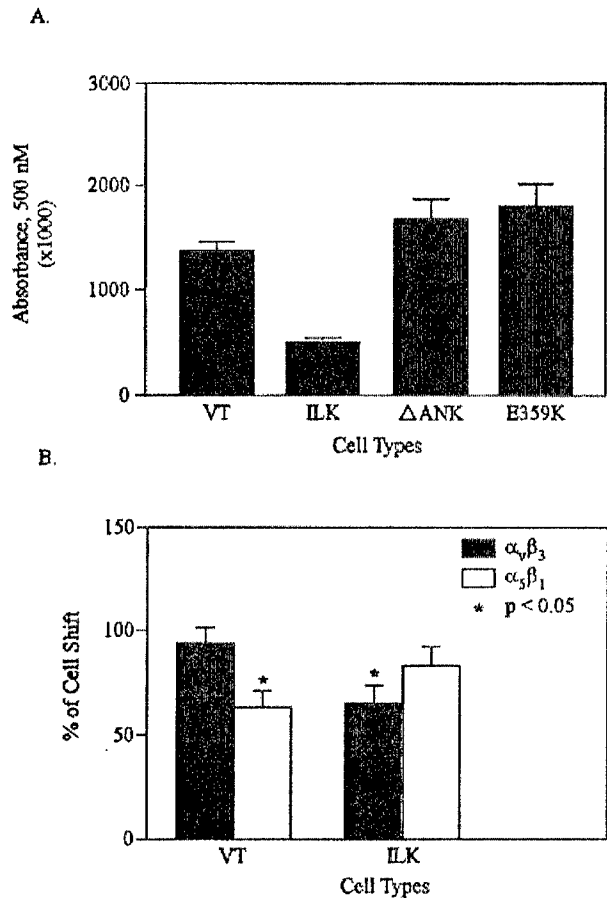 A.
3000
2000
1000
0
Absorbance, 500 nM
(x1000)
VT ILK △ANK E359K
Cell Types
B.
150
100
50
0
% of Cell Shift
αvβ3
α5β1
* p < 0.05
*
*
VT ILK
Cell Types